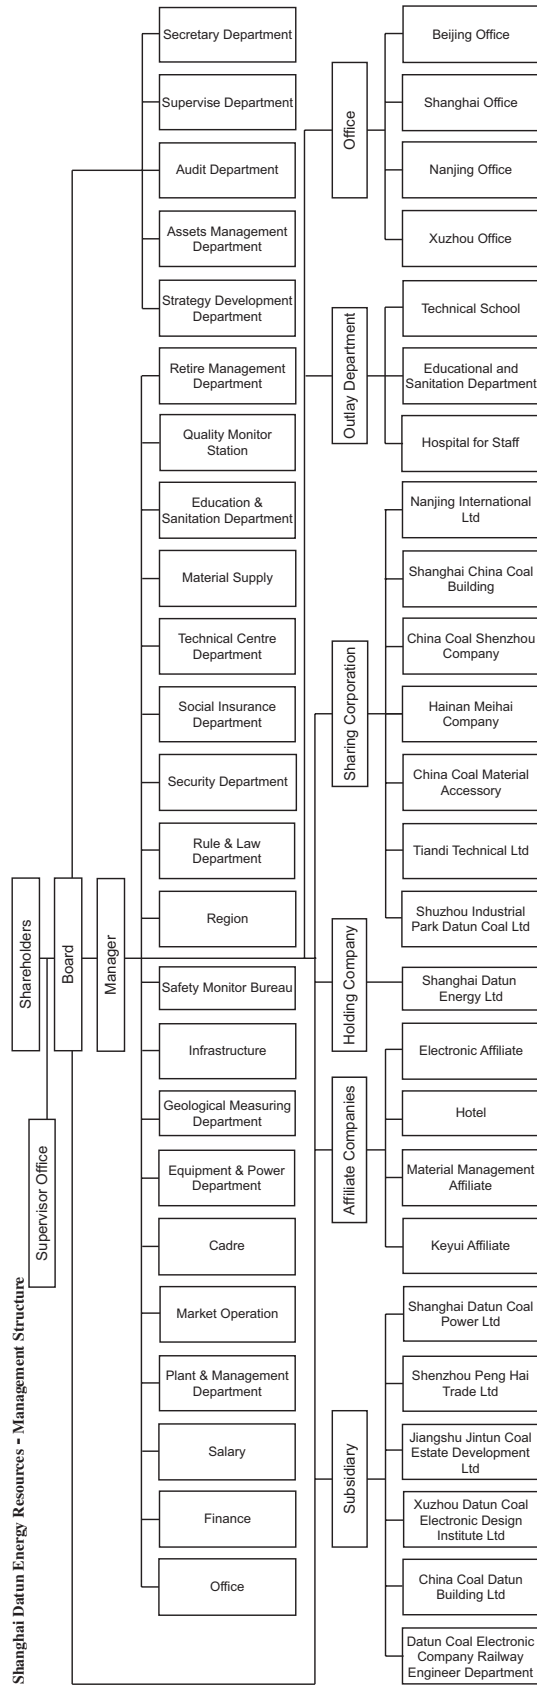 Shanghai Datun Energy Resources - Management Structure
Shareholders
Supervisor Office
Board
Manager
Secretary Department
Supervise Department
Audit Department
Assets Management
Department
Strategy Development
Department
Retire Management
Department
Quality Monitor
Station
Education &
Sanitation Department
Material Supply
Technical Centre
Department
Social Insurance
Department
Security Department
Rule & Law
Department
Region
Safety Monitor Bureau
Infrastructure
Geological Measuring
Department
Equipment & Power
Department
Cadre
Market Operation
Plant & Management
Department
Salary
Finance
Office
Office
Beijing Office
Shanghai Office
Nanjing Office
Xuzhou Office
Outlay Department
Technical School
Educational and
Sanitation Department
Hospital for Staff
Sharing Corporation
Nanjing International
Ltd
Shanghai China Coal
Building
China Coal Shenzhou
Company
Hainan Meihai
Company
China Coal Material
Accessory
Tiandi Technical Ltd
Shuzhou Industrial
Park Datun Coal Ltd
Holding Company
Shanghai Datun
Energy Ltd
Affiliate Companies
Electronic Affiliate
Hotel
Material Management
Affiliate
Keyui Affiliate
Subsidiary
Shanghai Datun Coal
Power Ltd
Shenzhou Peng Hai
Trade Ltd
Jiangshu Jintun Coal
Estate Development
Ltd
Xuzhou Datun Coal
Electronic Design
Institute Ltd
China Coal Datun
Building Ltd
Datun Coal Electronic
Company Railway
Engineer Department